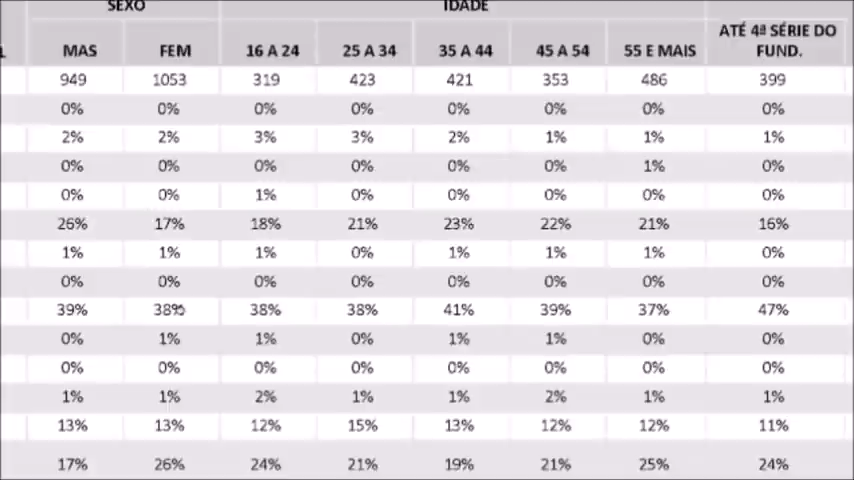 SEXO IDADE
MAS FEM 16 A 24 25 A 34 35 A 44 45 A 54 55 E MAIS ATÉ 4ª SÉRIE DO FUND.
949 1053 319 423 421 353 486 399
0% 0% 0% 0% 0% 0% 0% 0%
2% 2% 3% 3% 2% 1% 1% 1%
0% 0% 0% 0% 0% 0% 1% 0%
0% 0% 1% 0% 0% 0% 0% 0%
26% 17% 18% 21% 23% 22% 21% 16%
1% 1% 1% 0% 1% 1% 1% 0%
0% 0% 0% 0% 0% 0% 0% 0%
39% 38% 38% 38% 41% 39% 37% 47%
0% 1% 1% 0% 1% 1% 0% 0%
0% 0% 0% 0% 0% 0% 0% 0%
1% 1% 2% 1% 1% 2% 1% 1%
13% 13% 12% 15% 13% 12% 12% 11%
17% 26% 24% 21% 19% 21% 25% 24%